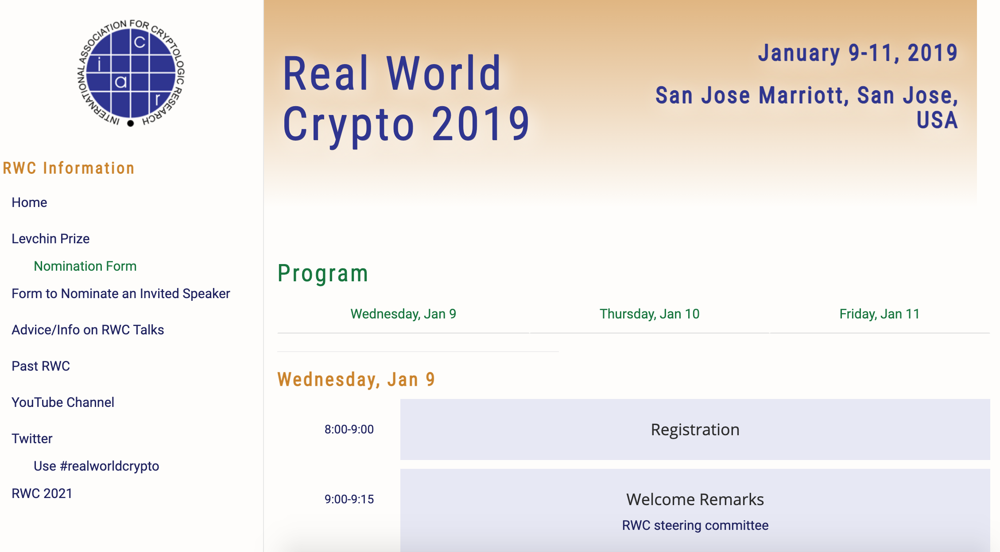 INTERNATIONAL ASSOCIATION FOR CRYPTOLOGIC RESEARCH
c
i
a
r
RWC Information
Home
Levchin Prize
Nomination Form
Form to Nominate an Invited Speaker
Advice/Info on RWC Talks
Past RWC
YouTube Channel
Twitter
Use #realworldcrypto
RWC 2021
Real World
Crypto 2019
January 9-11, 2019
San Jose Marriott, San Jose,
USA
Program
Wednesday, Jan 9
Thursday, Jan 10
Friday, Jan 11
Wednesday, Jan 9
8:00-9:00
Registration
9:00-9:15
Welcome Remarks
RWC steering committee